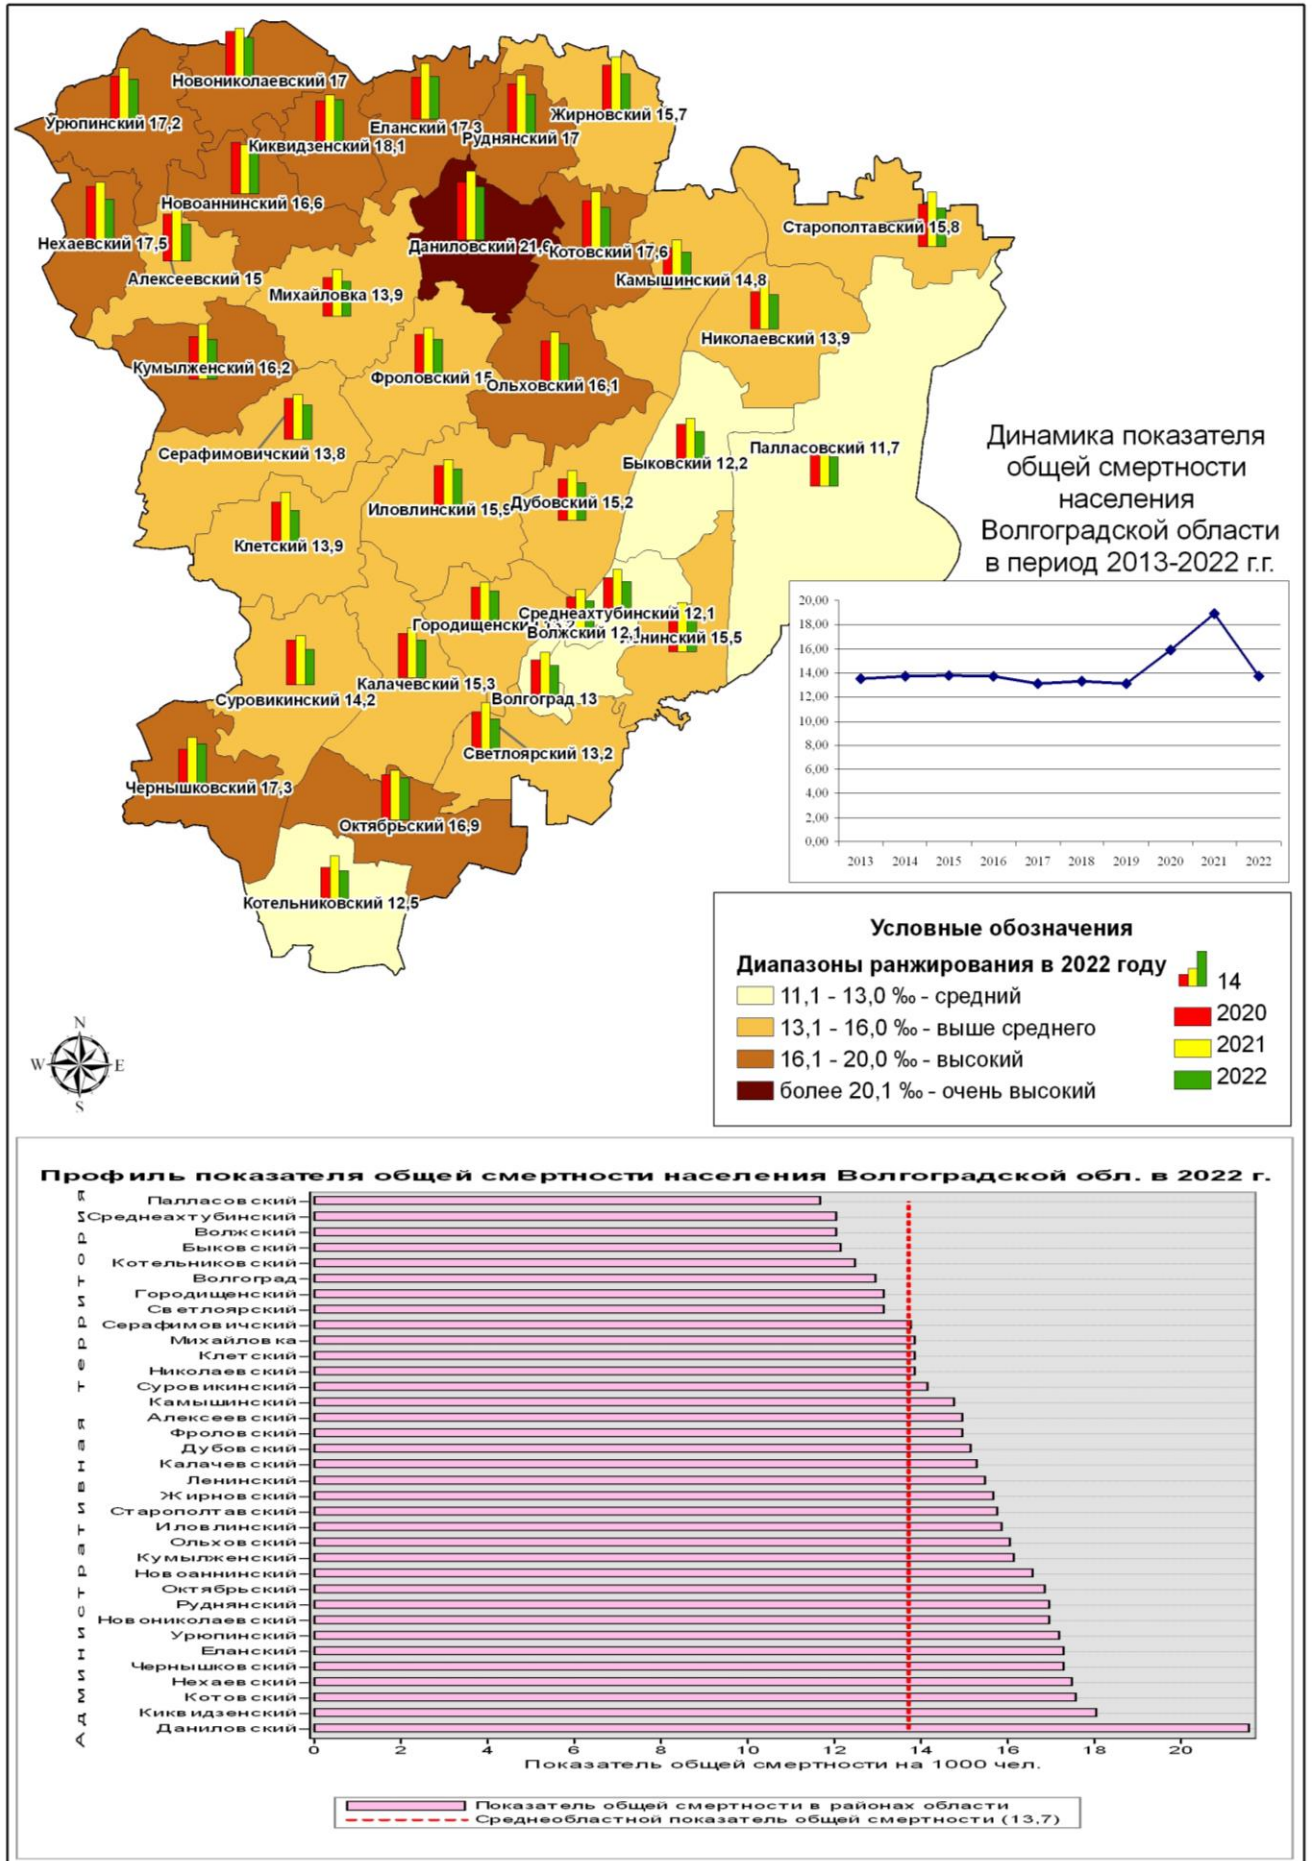 Новониколаевский 17
Урюпинский 17,2
Киквидзенский 18,1
Еланский 17,3
Руднянский 17
Жирновский 15,7
Новоаннинский 16,6
Нехаевский 17,5
Алексеевский 15
Даниловский 21,6
Котовский 17,6
Старополтавский 15,8
Камышинский 14,8
Михайловка 13,9
Николаевский 13,9
Кумылженский 16,2
Фроловский 15
Ольховский 16,1
Серафимовичский 13,8
Быковский 12,2
Палласовский 11,7
Иловлинский 15,9
Дубовский 15,2
Клетский 13,9
Среднеахтубинский 12,1
Городищенский
Волжский 12,1
Ленинский 15,5
Калачевский 15,3
Суровикинский 14,2
Волгоград 13
Светлоярский 13,2
Чернышковский 17,3
Октябрьский 16,9
Котельниковский 12,5
Динамика показателя
общей смертности
населения
Волгоградской области
в период 2013-2022 г.г.
20,00
18,00
16,00
14,00
12,00
10,00
8,00
6,00
4,00
2,00
0,00
2013 2014 2015 2016 2017 2018 2019 2020 2021 2022
Условные обозначения
Диапазоны ранжирования в 2022 году
11,1 - 13,0 ‰ - средний
13,1 - 16,0 ‰ - выше среднего
16,1 - 20,0 ‰ - высокий
более 20,1 ‰ - очень высокий
14
2020
2021
2022
N
W E
S
Профиль показателя общей смертности населения Волгоградской обл. в 2022 г.
Административная территория
Палласовский
Среднеахтубинский
Волжский
Быковский
Котельниковский
Волгоград
Городищенский
Светлоярский
Серафимовичский
Михайловка
Клетский
Николаевский
Суровикинский
Камышинский
Алексеевский
Фроловский
Дубовский
Калачевский
Ленинский
Жирновский
Старополтавский
Иловлинский
Ольховский
Кумылженский
Новоаннинский
Октябрьский
Руднянский
Новониколаевский
Урюпинский
Еланский
Чернышковский
Нехаевский
Котовский
Киквидзенский
Даниловский
0 2 4 6 8 10 12 14 16 18 20
Показатель общей смертности на 1000 чел.
Показатель общей смертности в районах области
Среднеобластной показатель общей смертности (13,7)